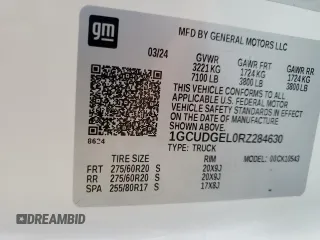 gm
MFD BY GENERAL MOTORS LLC
03/24 GVWR GAWR FRT GAWR RR
3221 KG 1724 KG 1724 KG
7100 LB 3800 LB 3800 LB
THIS VEHICLE CONFORMS TO ALL
APPLICABLE U.S. FEDERAL MOTOR
VEHICLE SAFETY STANDARDS
IN EFFECT ON THE DATE OF
MANUFACTURE SHOWN ABOVE.
1GCUDGEL0RZ284630
0624 TYPE: TRUCK
MODEL: 00CK10543
TIRE SIZE RIM
FRT 275/60R20 S 20X9J
RR 275/60R20 S 20X9J
SPA 255/80R17 S 17X8J
© DRIVEBIDDER.COM